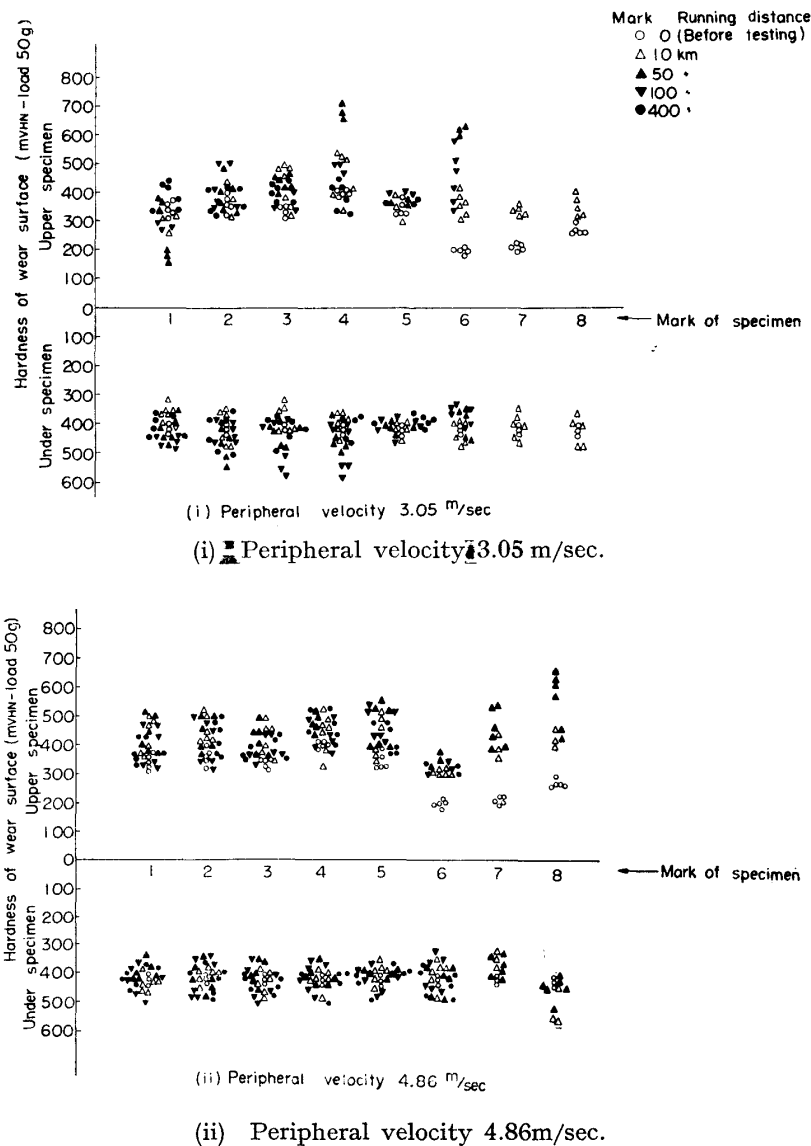 Mark Running distance
○ 0 (Before testing)
△ 10 km
▲ 50 〃
▼ 100 〃
● 400 〃
Hardness of wear surface (mVHN-load 50g)
Upper specimen
Under specimen
800
700
600
500
400
300
200
100
0
1 2 3 4 5 6 7 8
Mark of specimen
100
200
300
400
500
600
(i) Peripheral velocity 3.05 m/sec
(i) Peripheral velocity 3.05 m/sec.
Hardness of wear surface (mVHN-load 50g)
Upper specimen
Under specimen
800
700
600
500
400
300
200
100
0
1 2 3 4 5 6 7 8
Mark of specimen
100
200
300
400
500
600
(ii) Peripheral velocity 4.86 m/sec
(ii) Peripheral velocity 4.86m/sec.